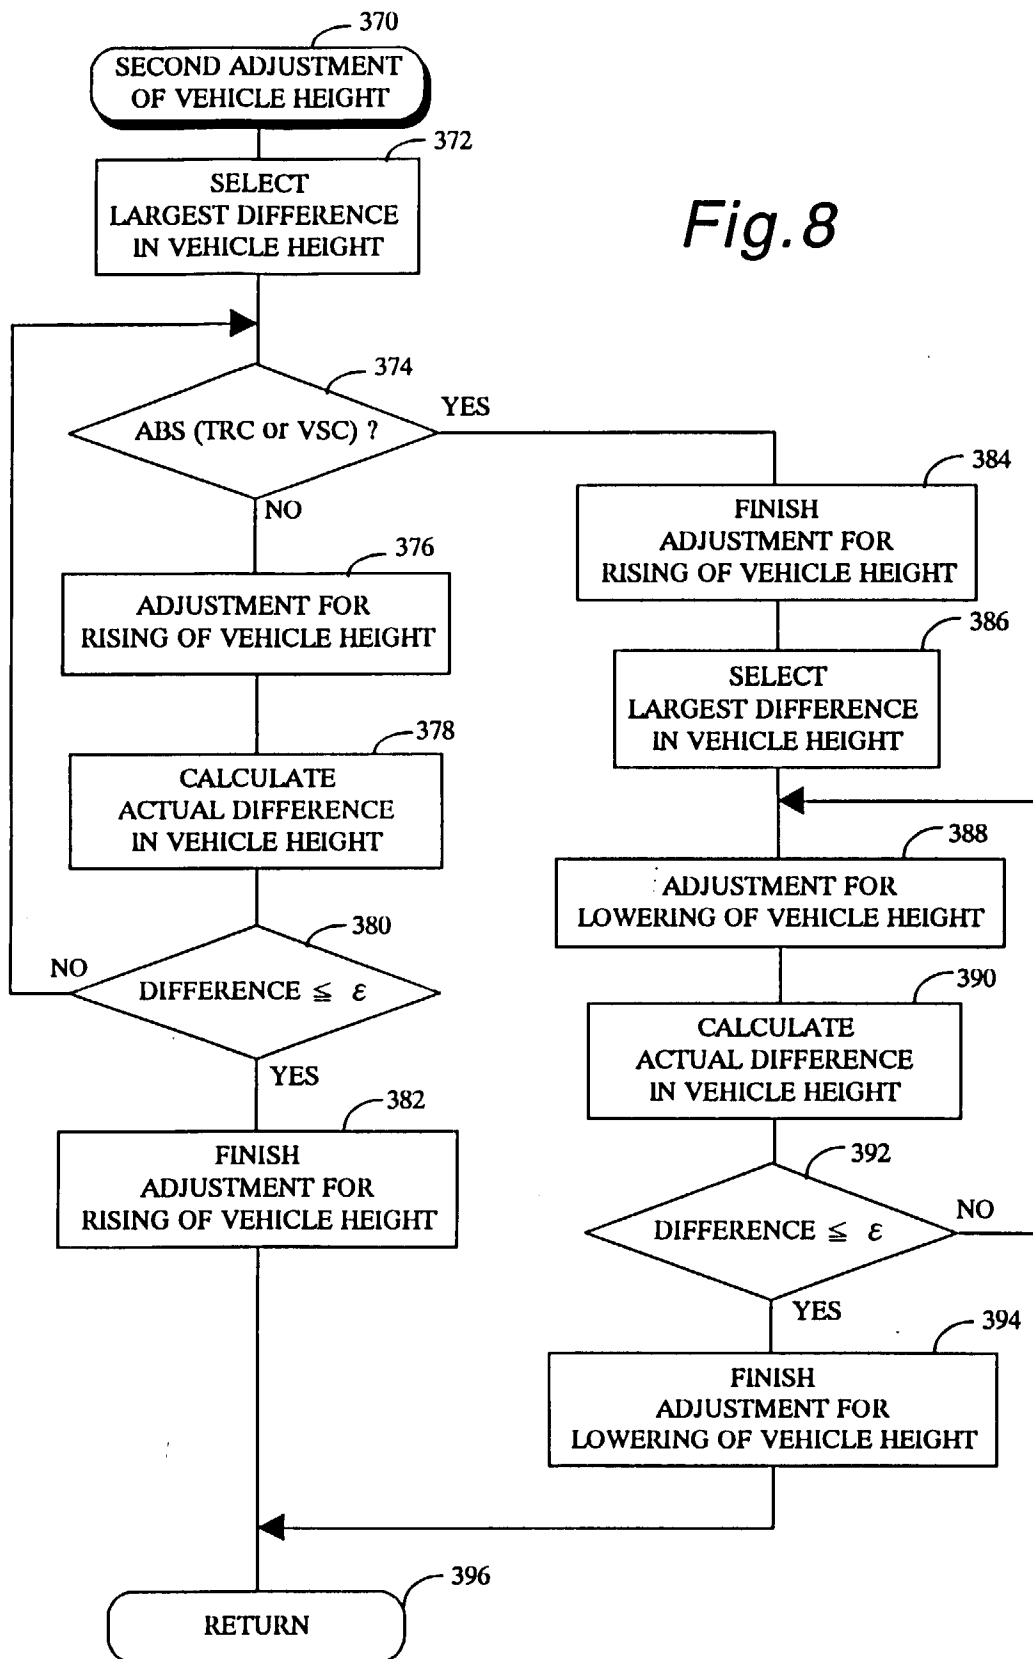 370
SECOND ADJUSTMENT
OF VEHICLE HEIGHT
372
SELECT
LARGEST DIFFERENCE
IN VEHICLE HEIGHT
Fig.8
374
ABS (TRC or VSC) ?
YES
NO
376
ADJUSTMENT FOR
RISING OF VEHICLE HEIGHT
378
CALCULATE
ACTUAL DIFFERENCE
IN VEHICLE HEIGHT
380
NO
DIFFERENCE ≦ ε
YES
382
FINISH
ADJUSTMENT FOR
RISING OF VEHICLE HEIGHT
384
FINISH
ADJUSTMENT FOR
RISING OF VEHICLE HEIGHT
386
SELECT
LARGEST DIFFERENCE
IN VEHICLE HEIGHT
388
ADJUSTMENT FOR
LOWERING OF VEHICLE HEIGHT
390
CALCULATE
ACTUAL DIFFERENCE
IN VEHICLE HEIGHT
392
DIFFERENCE ≦ ε
NO
YES
394
FINISH
ADJUSTMENT FOR
LOWERING OF VEHICLE HEIGHT
396
RETURN